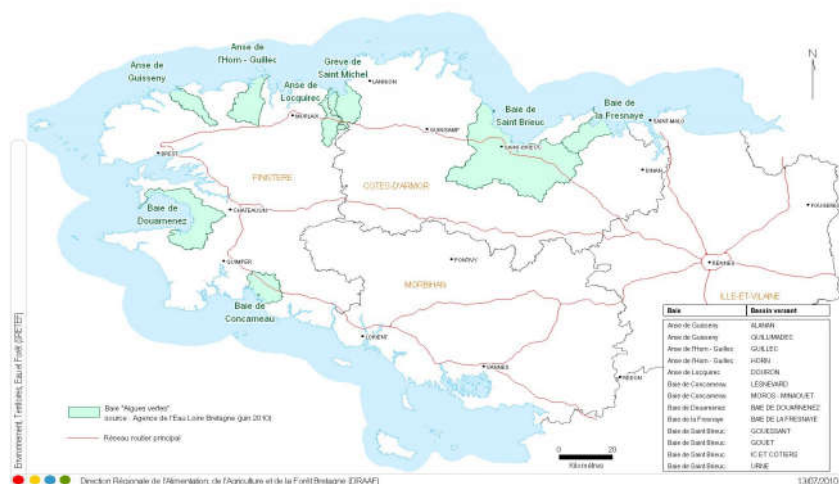 Anse de
Guisseny
Anse de
l'Horn - Guillec
Anse de
Locquirec
Grève de
Saint Michel
LANNION
MORLAIX
GUINGAMP
Baie de
Saint Brieuc
Baie de
la Fresnaye
SAINT-MALO
N
BREST
SAINT-BRIEUC
DINAN
FINISTERE
COTES-D'ARMOR
FOUGERES
Baie de
Douarnenez
CHATEAULIN
QUIMPER
PONTIVY
RENNES
MORBIHAN
ILLE-ET-VILAINE
Baie de
Concarneau
LORIENT
VANNES
REDON
Baie Bassin versant
Anse de Guisseny ALANAN
Anse de Guisseny QUILLIMADEC
Anse de l'Horn - Guillec GUILLEC
Anse de l'Horn - Guillec HORN
Anse de Locquirec DOURON
Baie de Concarneau LESNEVARD
Baie de Concarneau MOROS - MINAOUET
Baie de Douarnenez BAIE DE DOUARNENEZ
Baie de la Fresnaye BAIE DE LA FRESNAYE
Baie de Saint Brieuc GOUESSANT
Baie de Saint Brieuc GOUET
Baie de Saint Brieuc IC ET COTIERS
Baie de Saint Brieuc URNE
Baie "Algues vertes"
source - Agence de l'Eau Loire Bretagne (juin 2010)
Réseau routier principal
0 20
Kilomètres
Environnement, Territoires, Eau et Forêt (SRETEF)
Direction Régionale de l'Alimentation, de l'Agriculture et de la Forêt Bretagne (DRAAF)
13/07/2010